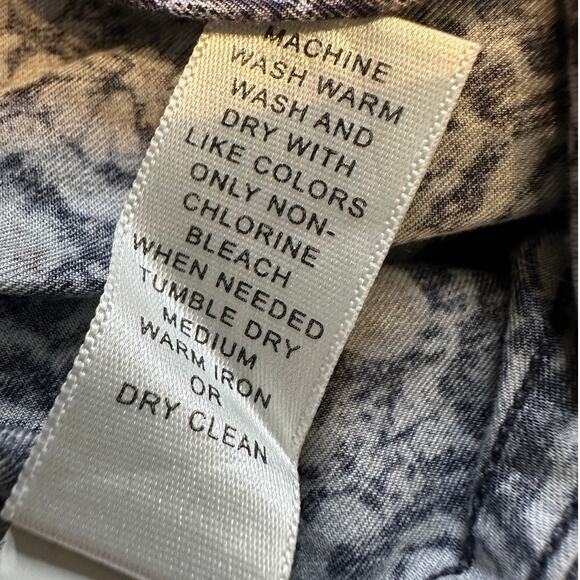 MACHINE
WASH WARM
WASH AND
DRY WITH
LIKE COLORS
ONLY NON-
CHLORINE
BLEACH
WHEN NEEDED
TUMBLE DRY
MEDIUM
WARM IRON
OR
DRY CLEAN